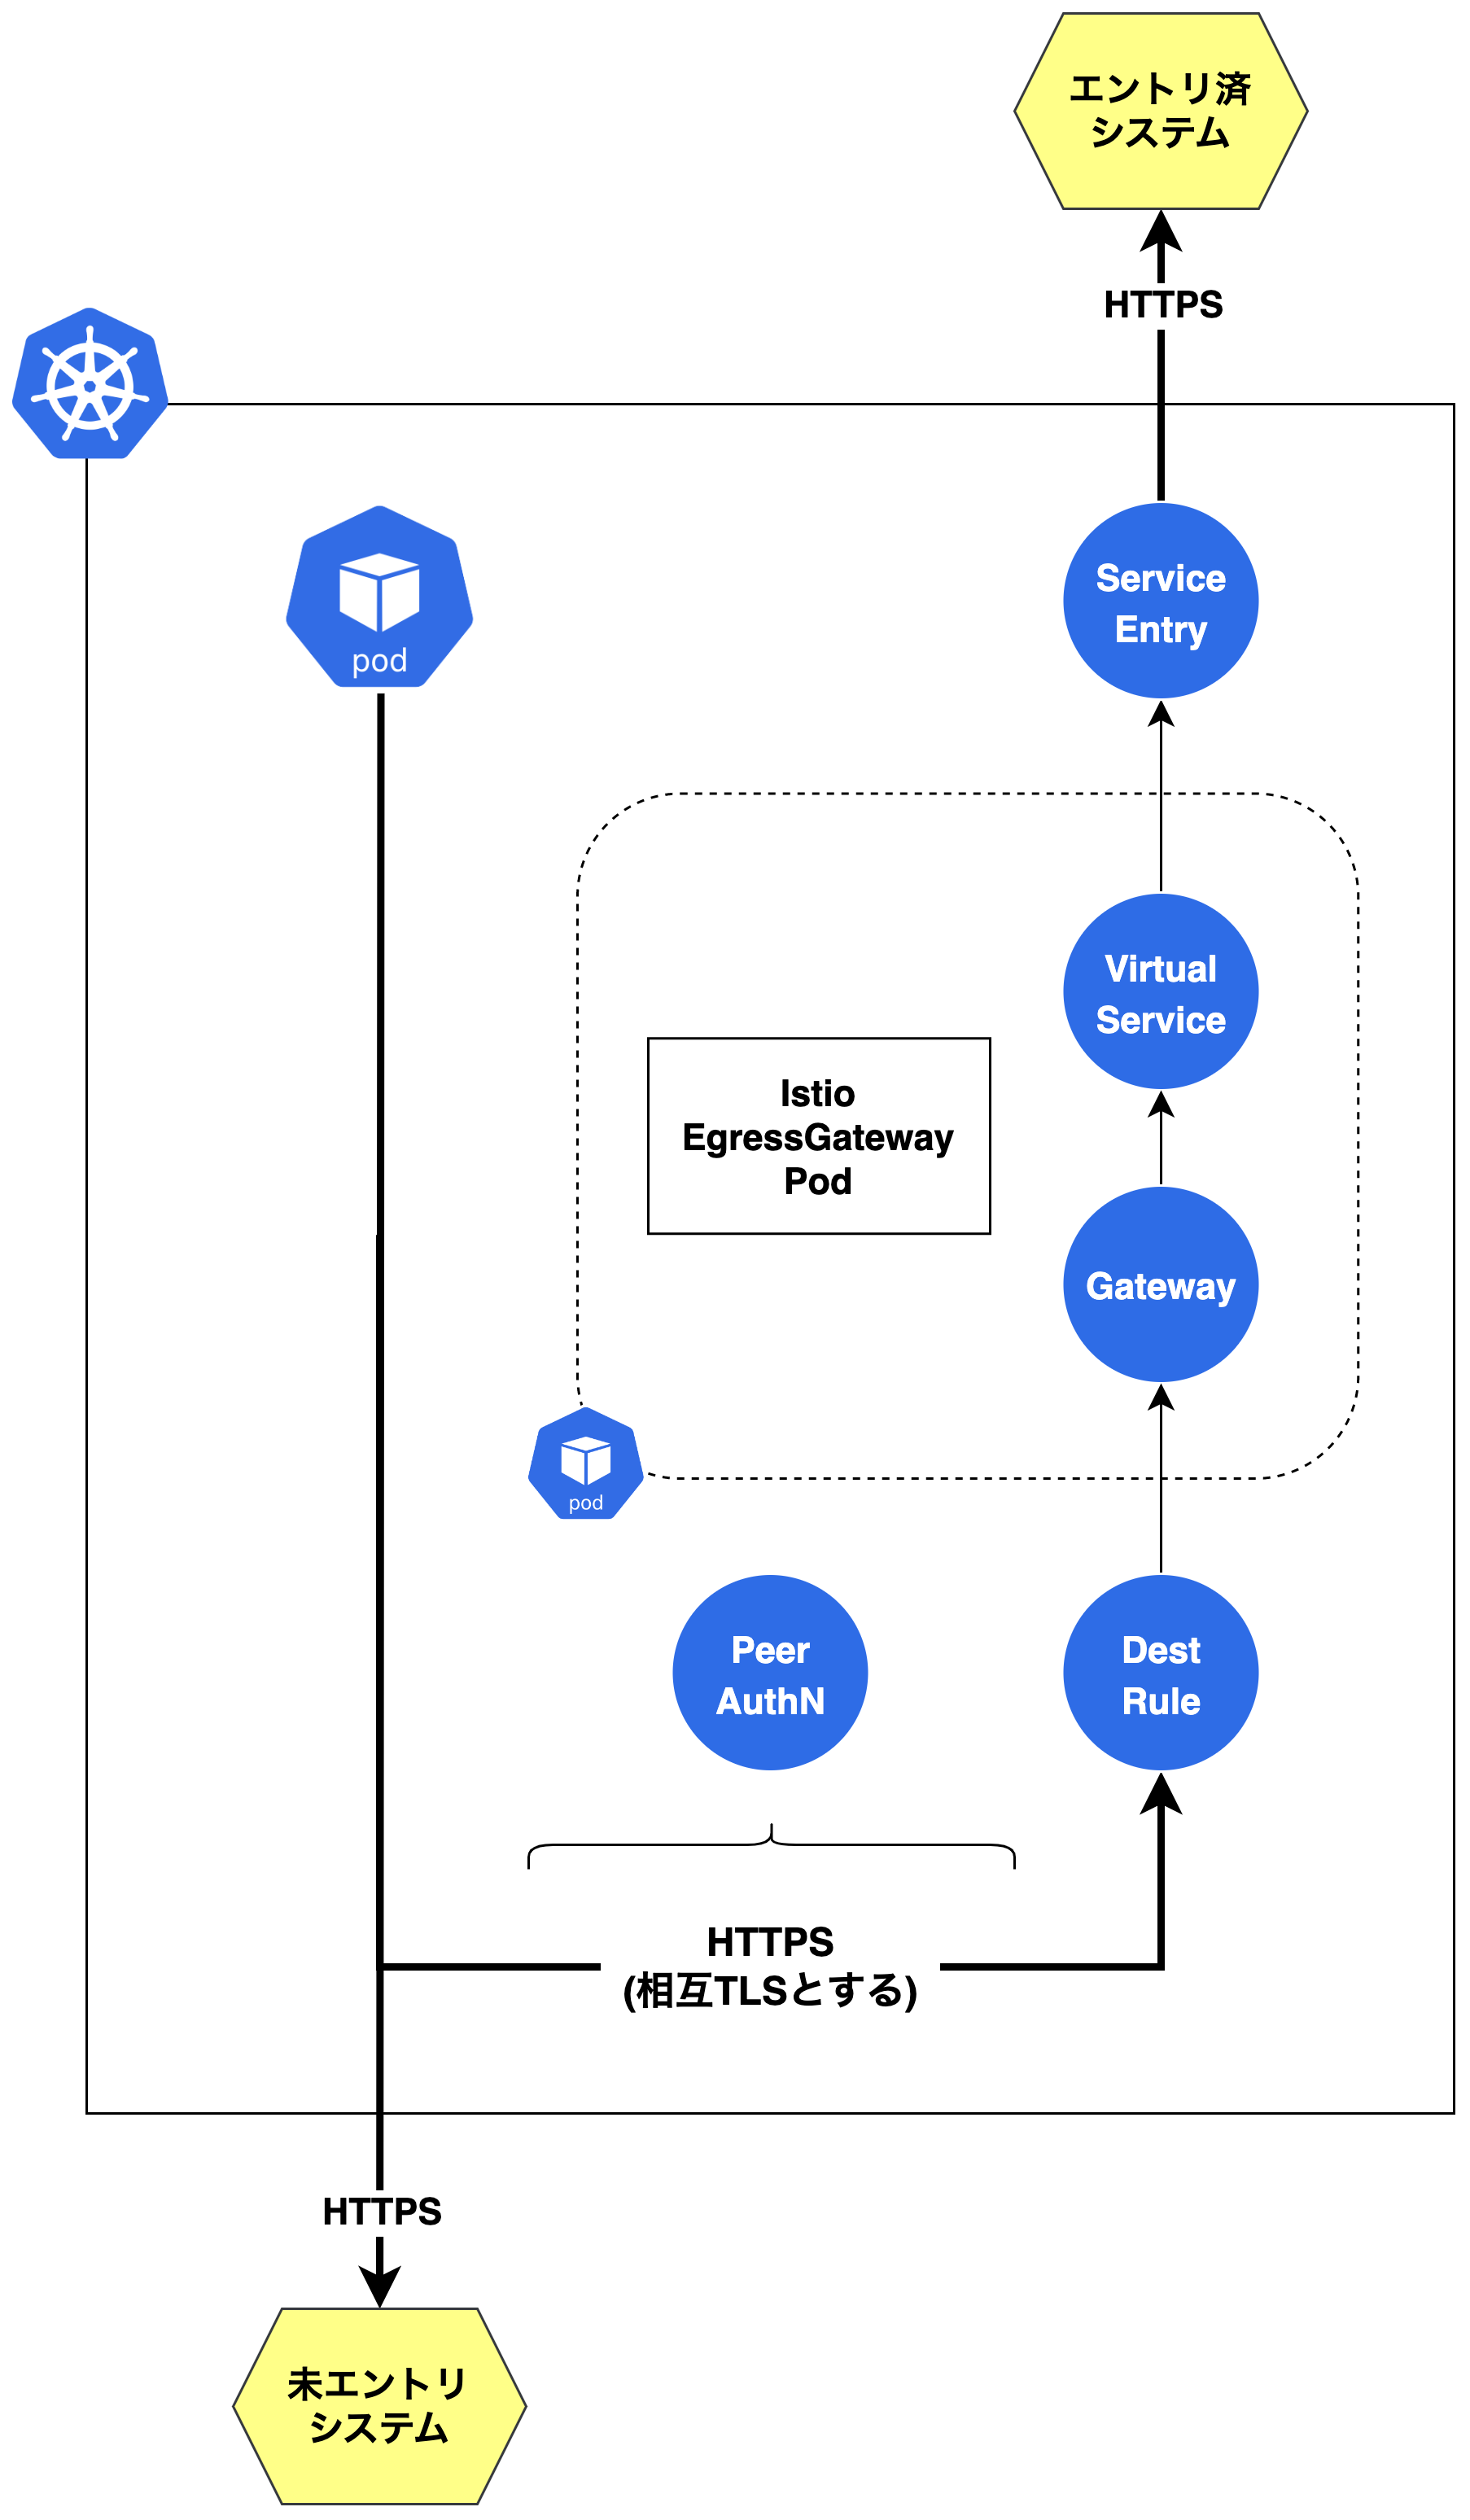 エントリ済
システム
HTTPS
pod
Service
Entry
Virtual
Service
Istio
EgressGateway
Pod
Gateway
pod
Peer
AuthN
Dest
Rule
HTTPS
(相互TLSとする)
HTTPS
未エントリ
システム